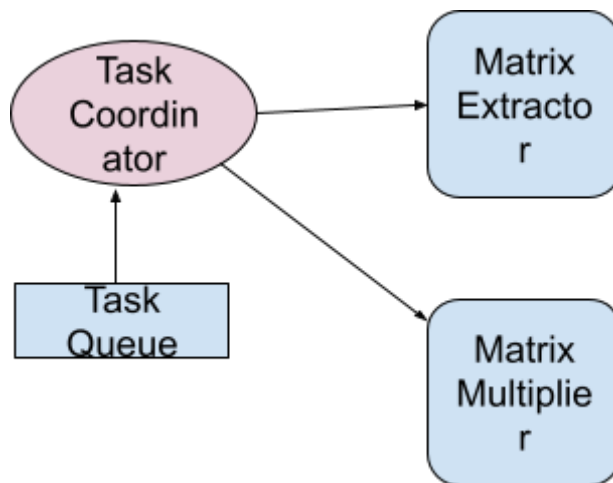 Task
Coordin
ator
Matrix
Extracto
r
Task
Queue
Matrix
Multiplie
r